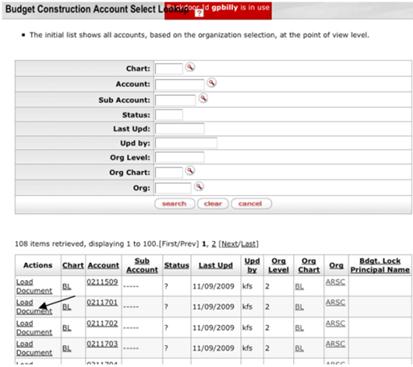 Budget Construction Account Select Lookup
Id gpbilly is in use
The initial list shows all accounts, based on the organization selection, at the point of view level.
Chart:
Account:
Sub Account:
Status:
Last Upd:
Upd by:
Org Level:
Org Chart:
Org:
search clear cancel
108 items retrieved, displaying 1 to 100.[First/Prev] 1, 2 [Next/Last]
Actions Chart Account Sub Account Status Last Upd Upd by Org Level Org Chart Org Bdgt. Lock Principal Name
Load Document BL 0211509 ----- ? 11/09/2009 kfs 2 BL ARSC
Load Document BL 0211701 ----- ? 11/09/2009 kfs 2 BL ARSC
Load Document BL 0211702 ----- ? 11/09/2009 kfs 2 BL ARSC
Load Document BL 0211703 ----- ? 11/09/2009 kfs 2 BL ARSC